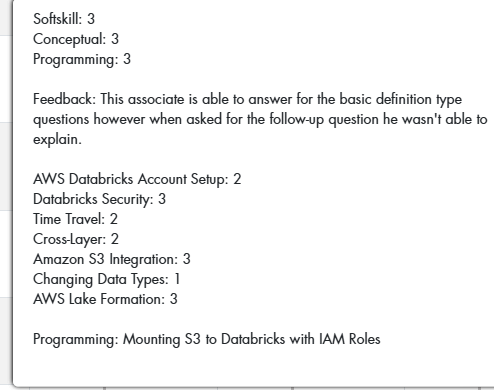 Softskill: 3
Conceptual: 3
Programming: 3
Feedback: This associate is able to answer for the basic definition type
questions however when asked for the follow-up question he wasn't able to
explain.
AWS Databricks Account Setup: 2
Databricks Security: 3
Time Travel: 2
Cross-Layer: 2
Amazon S3 Integration: 3
Changing Data Types: 1
AWS Lake Formation: 3
Programming: Mounting S3 to Databricks with IAM Roles